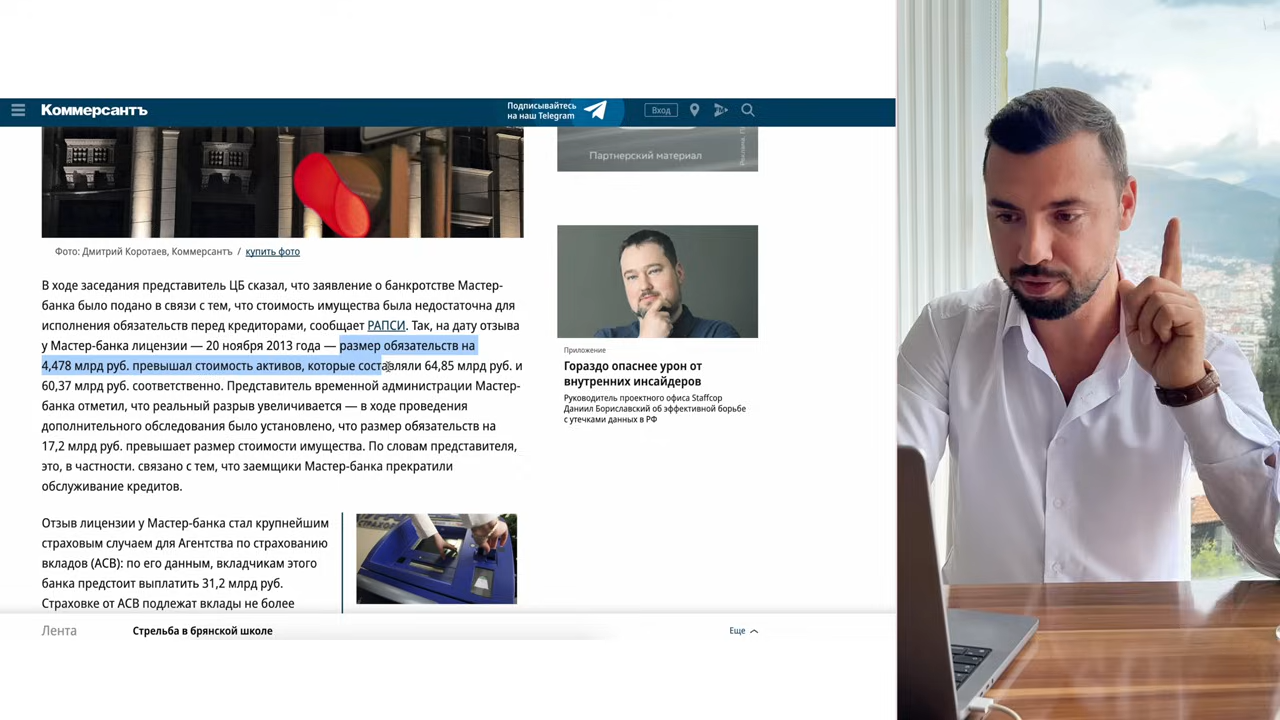 Коммерсантъ
Подписывайтесь
на наш Telegram
Вход
Партнерский материал
Фото: Дмитрий Коротаев, Коммерсантъ / купить фото
В ходе заседания представитель ЦБ сказал, что заявление о банкротстве Мастер-
банка было подано в связи с тем, что стоимость имущества была недостаточна для
исполнения обязательств перед кредиторами, сообщает РАПСИ. Так, на дату отзыва
у Мастер-банка лицензии — 20 ноября 2013 года — размер обязательств на
4,478 млрд руб. превышал стоимость активов, которые составляли 64,85 млрд руб. и
60,37 млрд руб. соответственно. Представитель временной администрации Мастер-
банка отметил, что реальный разрыв увеличивается — в ходе проведения
дополнительного обследования было установлено, что размер обязательств на
17,2 млрд руб. превышает размер стоимости имущества. По словам представителя,
это, в частности. связано с тем, что заемщики Мастер-банка прекратили
обслуживание кредитов.
Отзыв лицензии у Мастер-банка стал крупнейшим
страховым случаем для Агентства по страхованию
вкладов (АСВ): по его данным, вкладчикам этого
банка предстоит выплатить 31,2 млрд руб.
Страховке от АСВ подлежат вклады не более
Приложение
Гораздо опаснее урон от
внутренних инсайдеров
Руководитель проектного офиса Staffcop
Даниил Бориславский об эффективной борьбе
с утечками данных в РФ
Лента
Стрельба в брянской школе
Еще